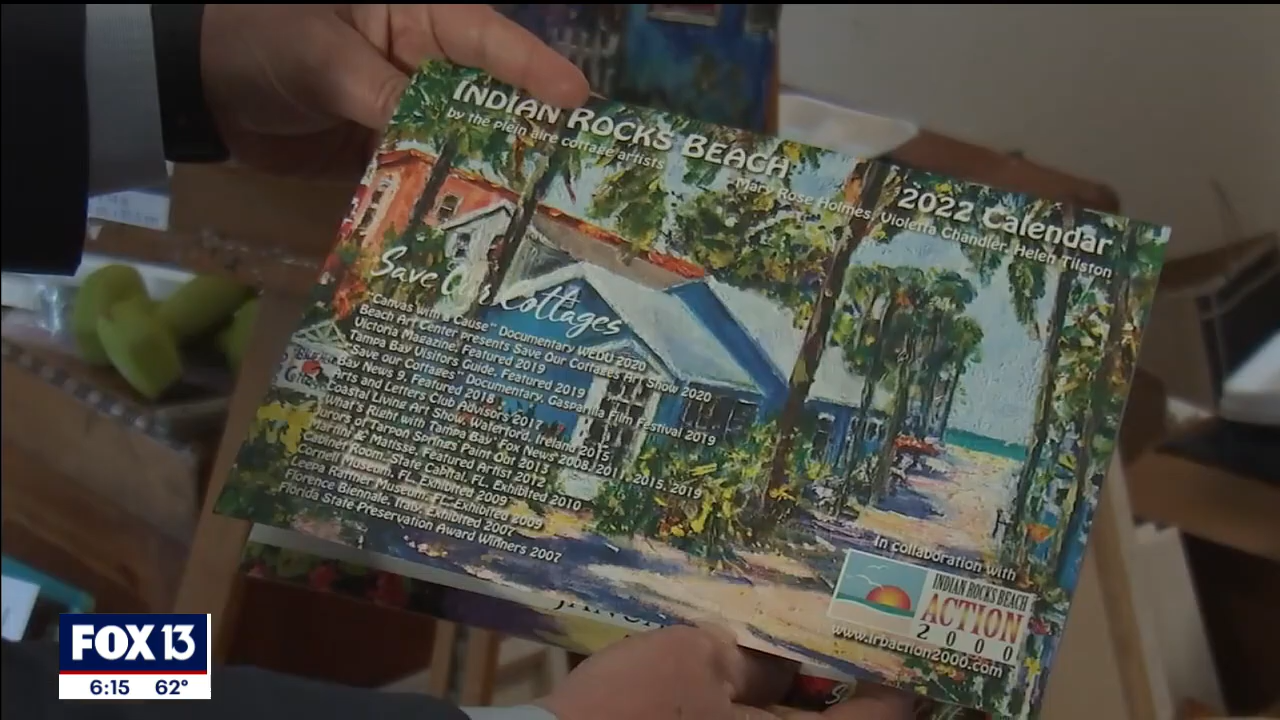 INDIAN ROCKS BEACH
by the plein aire cottage artists
2022 Calendar
Mary Rose Holmes, Violetta Chandler, Helen Tilston
Save Our Cottages
"Canvas with a Cause" Documentary WEDU 2020
Beach Art Center presents Save Our Cottages Art Show 2020
Victoria Magazine, Featured 2019
Tampa Bay Visitors Guide, Featured 2019
"Save our Cottages" Documentary, Gasparilla Film Festival 2019
Bay News 9, Featured 2018
Arts and Letters Club Advisors 2017
Coastal Living Art Show, Waterford, Ireland 2015
"What's Right with Tampa Bay" Fox News 2008, 2011, 2015, 2019
Jurors of Tarpon Springs Paint Out 2013
Martino & Matisse, Featured Artist 2012
Cabinet Room, State Capital, FL, Exhibited 2010
Cornell Museum, FL, Exhibited 2009
Leepa Rattner Museum, FL, Exhibited 2009
Florence Biennale, Italy, Exhibited 2007
Florida State Preservation Award Winners 2007
In collaboration with
INDIAN ROCKS BEACH
ACTION
2000
www.irbaction2000.com
FOX 13
6:15 62°